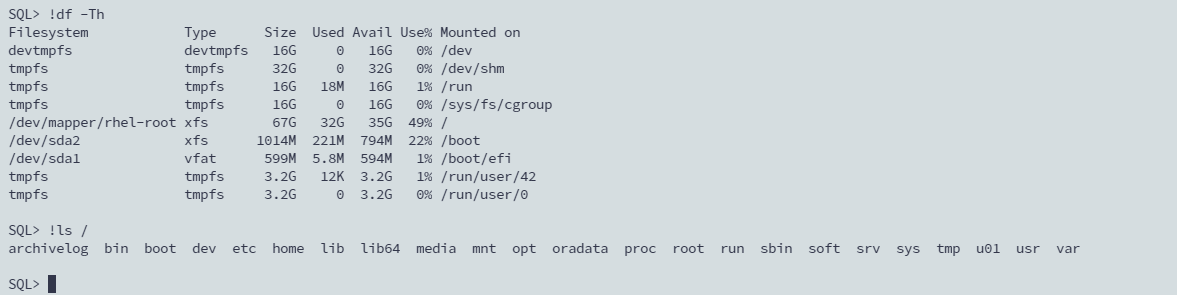 SQL> !df -Th
Filesystem            Type      Size  Used Avail Use% Mounted on
devtmpfs              devtmpfs   16G     0   16G   0% /dev
tmpfs                 tmpfs      32G     0   32G   0% /dev/shm
tmpfs                 tmpfs      16G   18M   16G   1% /run
tmpfs                 tmpfs      16G     0   16G   0% /sys/fs/cgroup
/dev/mapper/rhel-root xfs        67G   32G   35G  49% /
/dev/sda2             xfs      1014M  221M  794M  22% /boot
/dev/sda1             vfat      599M  5.8M  594M   1% /boot/efi
tmpfs                 tmpfs     3.2G   12K  3.2G   1% /run/user/42
tmpfs                 tmpfs     3.2G     0  3.2G   0% /run/user/0
SQL> !ls /
archivelog  bin  boot  dev  etc  home  lib  lib64  media  mnt  opt  oradata  proc  root  run  sbin  soft  srv  sys  tmp  u01  usr  var
SQL>